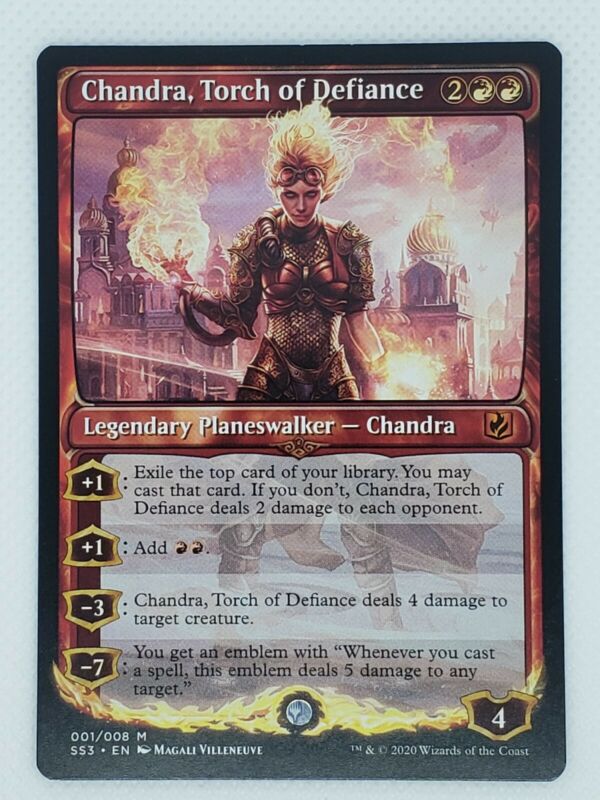 Chandra, Torch of Defiance 2
Legendary Planeswalker — Chandra
+1: Exile the top card of your library. You may
cast that card. If you don't, Chandra, Torch of
Defiance deals 2 damage to each opponent.
+1: Add .
−3: Chandra, Torch of Defiance deals 4 damage to
target creature.
−7: You get an emblem with "Whenever you cast
a spell, this emblem deals 5 damage to any
target."
4
001/008 M
SS3 • EN Magali Villeneuve
™ & © 2020 Wizards of the Coast